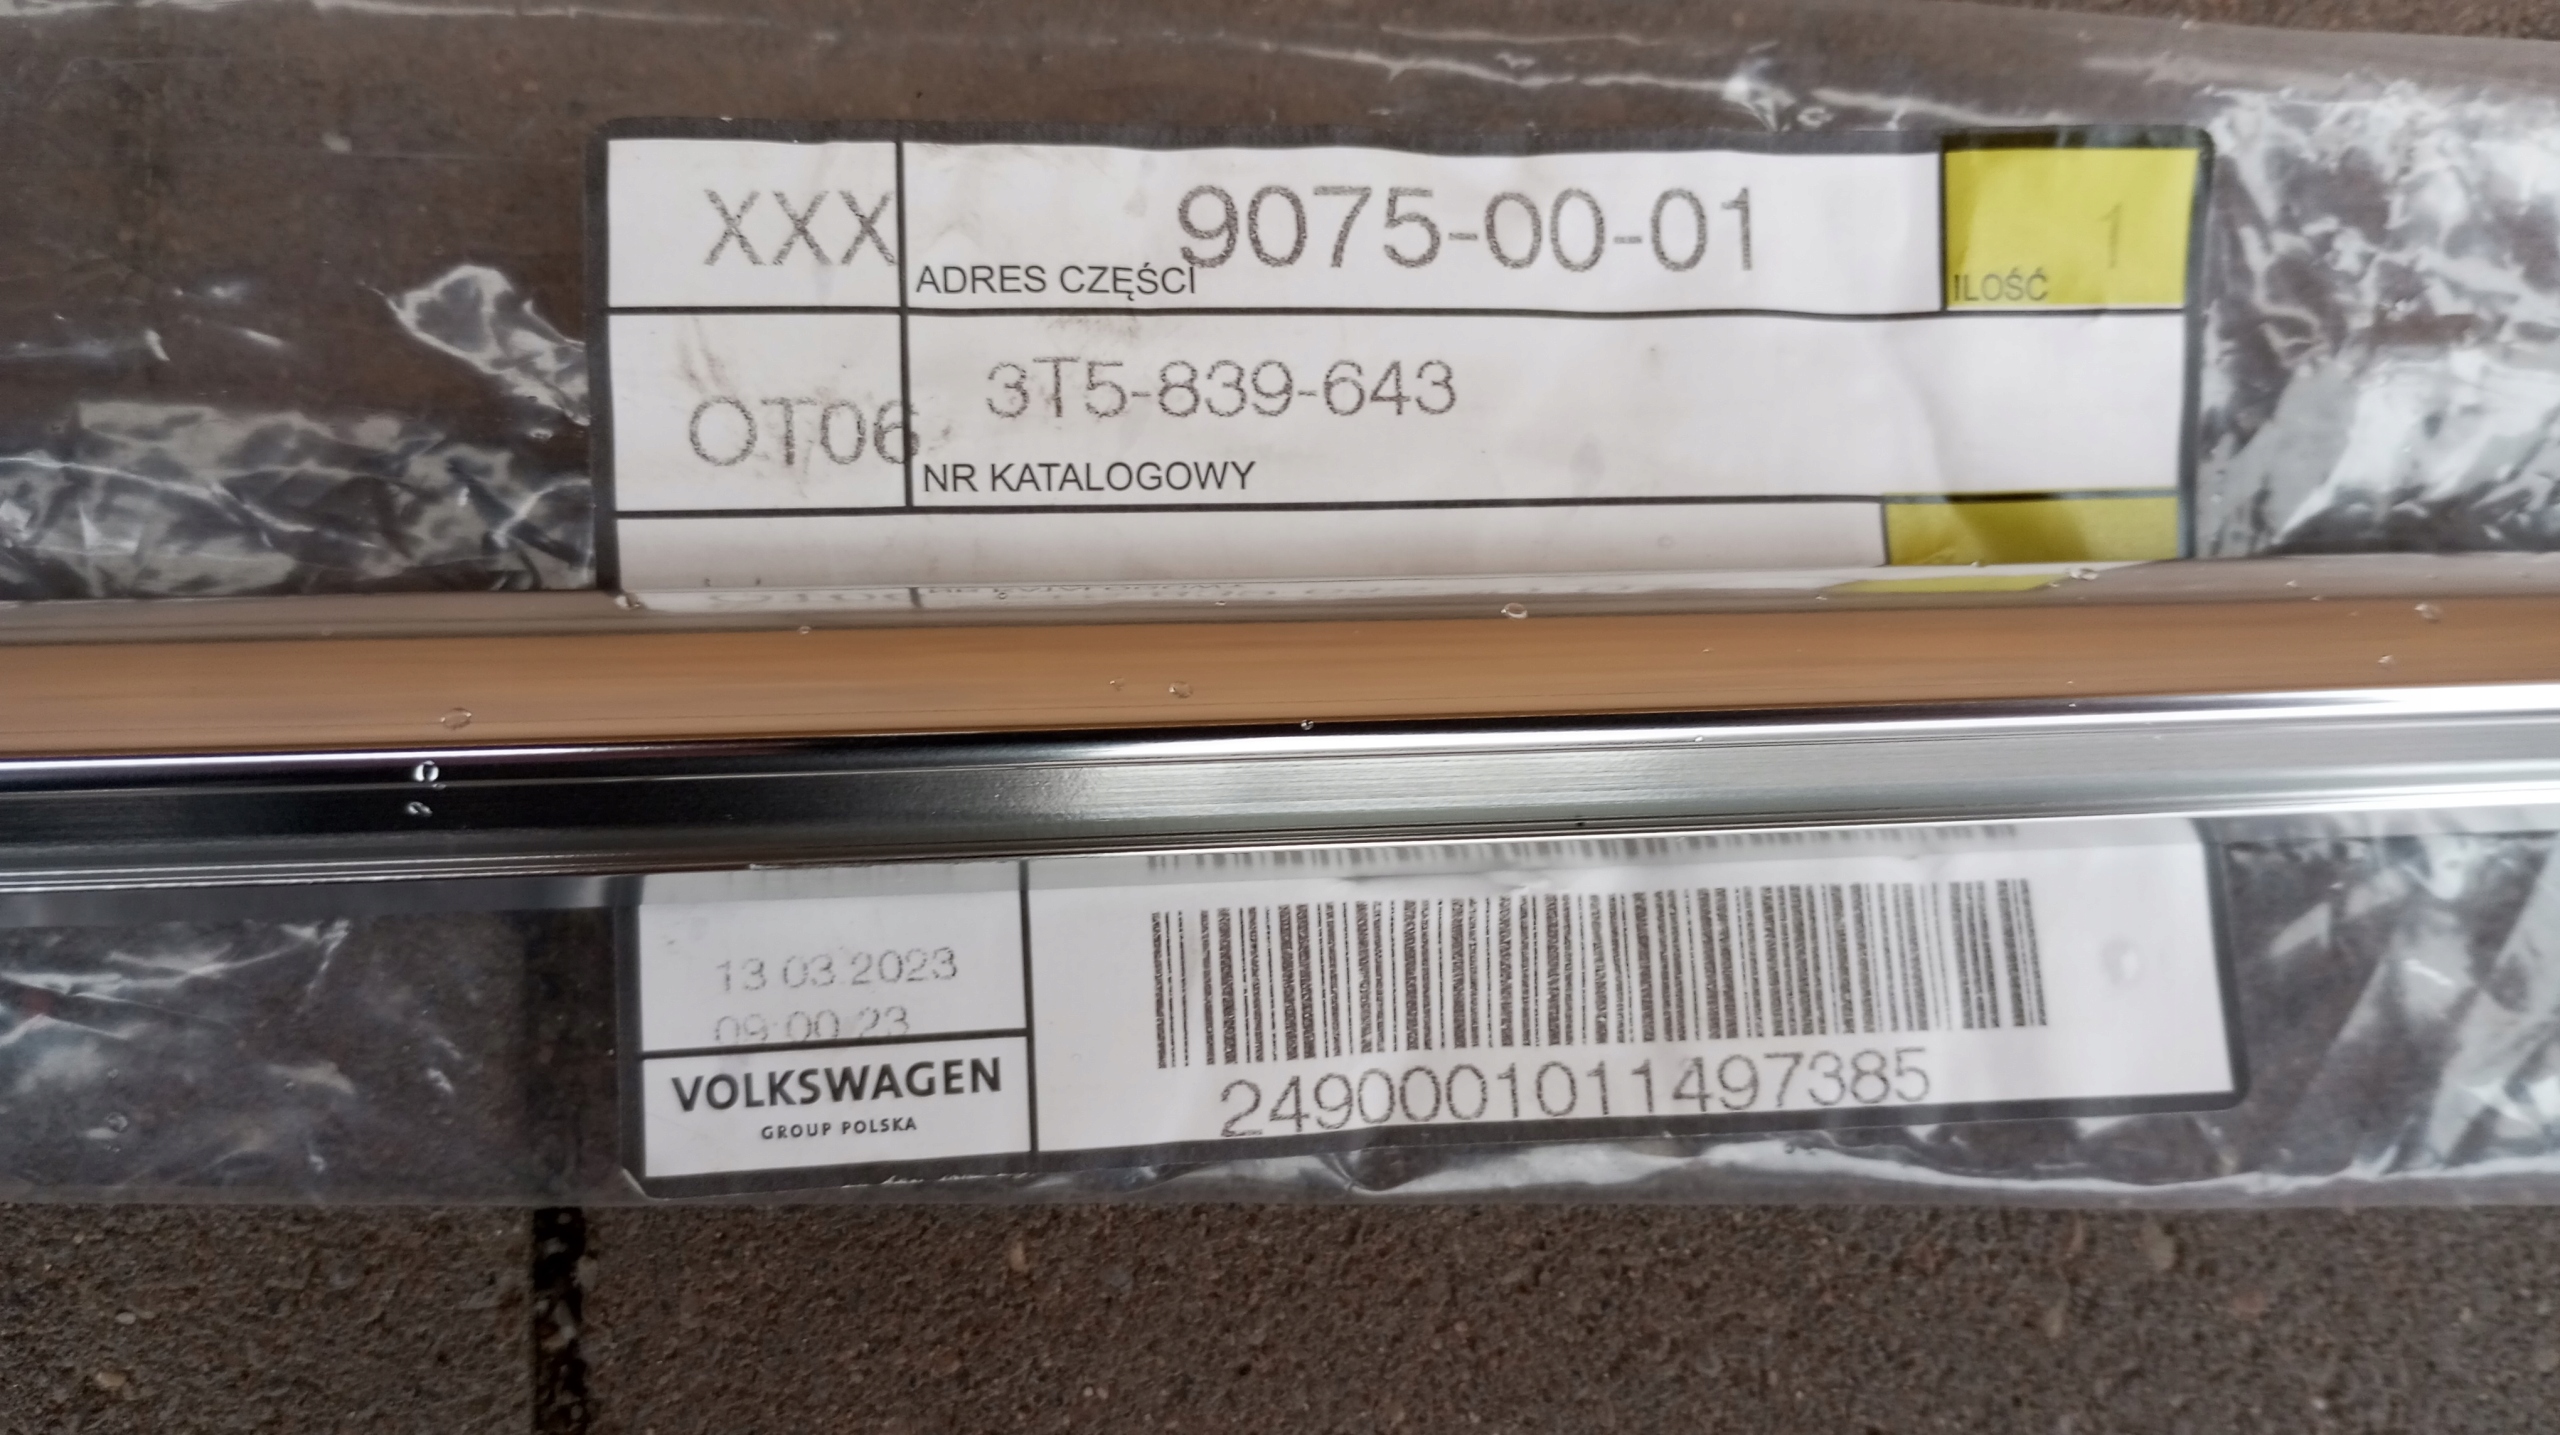 XXX
9075-00-01
1
ADRES CZĘŚCI
ILOŚĆ
OT06
3T5-839-643
NR KATALOGOWY
13 03 2023
09:00:23
VOLKSWAGEN
GROUP POLSKA
2490001011497385